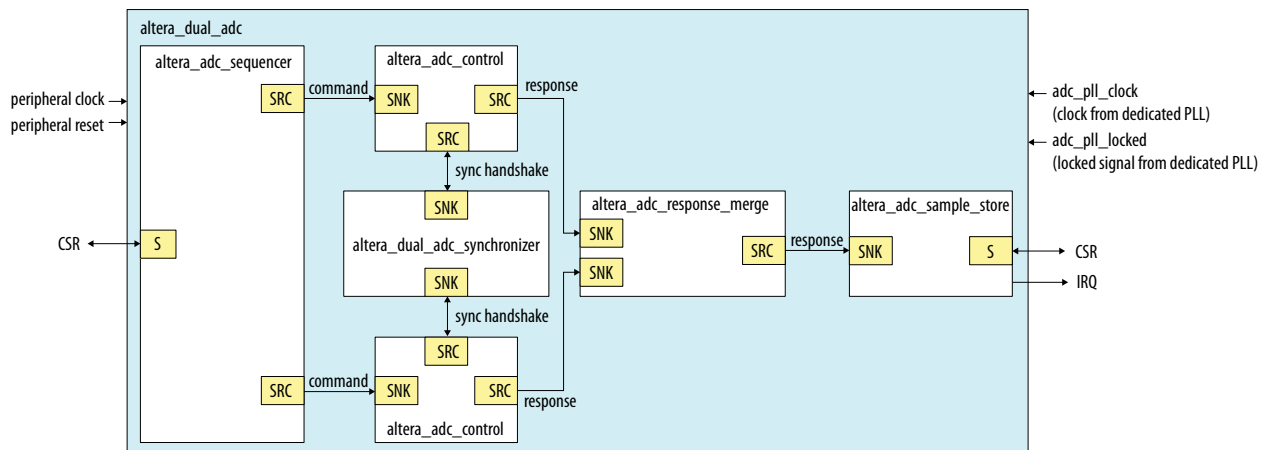 altera_dual_adc
altera_adc_sequencer
altera_adc_control
SRC
command
SNK
SRC
response
peripheral clock
peripheral reset
adc_pll_clock
(clock from dedicated PLL)
adc_pll_locked
(locked signal from dedicated PLL)
SRC
sync handshake
SNK
altera_dual_adc_synchronizer
SNK
sync handshake
SRC
CSR
S
altera_adc_response_merge
SNK
SNK
SRC
response
altera_adc_sample_store
SNK
S
CSR
IRQ
SRC
command
SNK
SRC
response
altera_adc_control